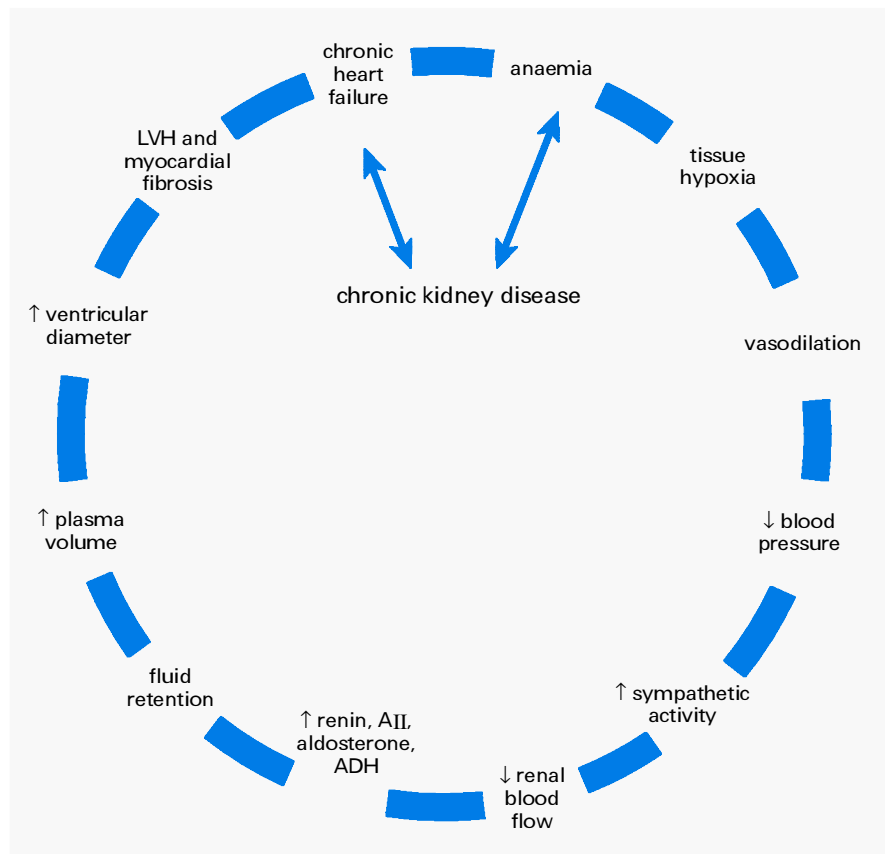 chronic
heart
failure
anaemia
tissue
hypoxia
vasodilation
↓ blood
pressure
↑ sympathetic
activity
↓ renal
blood
flow
↑ renin, AII,
aldosterone,
ADH
fluid
retention
↑ plasma
volume
↑ ventricular
diameter
LVH and
myocardial
fibrosis
chronic kidney disease